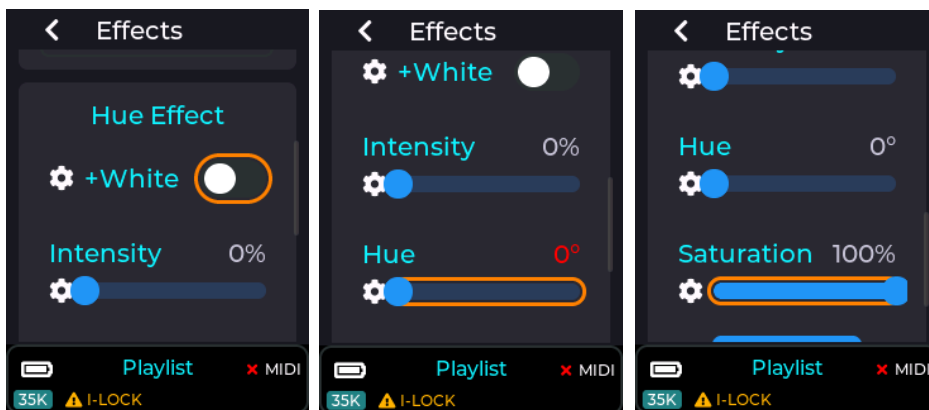 Effects
Hue Effect
+White
Intensity 0%
Playlist × MIDI
35K I-LOCK
Effects
+White
Intensity 0%
Hue 0°
Playlist × MIDI
35K I-LOCK
Effects
Hue 0°
Saturation 100%
Playlist × MIDI
35K I-LOCK